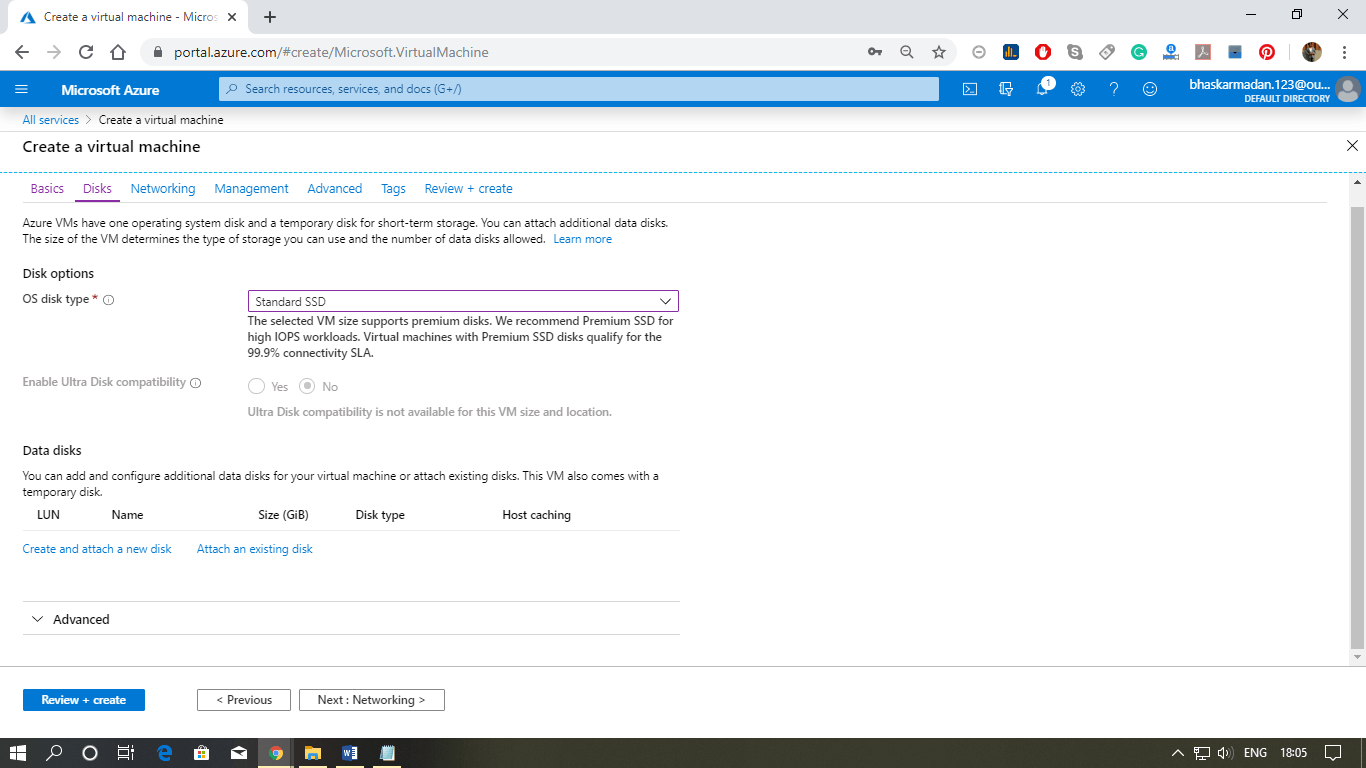 Create a virtual machine - Micros
portal.azure.com/#create/Microsoft.VirtualMachine
Microsoft Azure
Search resources, services, and docs (G+/)
1
bhaskarmadan.123@ou...
DEFAULT DIRECTORY
All services > Create a virtual machine
Create a virtual machine
Basics Disks Networking Management Advanced Tags Review + create
Azure VMs have one operating system disk and a temporary disk for short-term storage. You can attach additional data disks.
The size of the VM determines the type of storage you can use and the number of data disks allowed. Learn more
Disk options
OS disk type *
Standard SSD
The selected VM size supports premium disks. We recommend Premium SSD for
high IOPS workloads. Virtual machines with Premium SSD disks qualify for the
99.9% connectivity SLA.
Enable Ultra Disk compatibility
Yes No
Ultra Disk compatibility is not available for this VM size and location.
Data disks
You can add and configure additional data disks for your virtual machine or attach existing disks. This VM also comes with a
temporary disk.
LUN Name Size (GiB) Disk type Host caching
Create and attach a new disk Attach an existing disk
Advanced
Review + create < Previous Next : Networking >
ENG 18:05